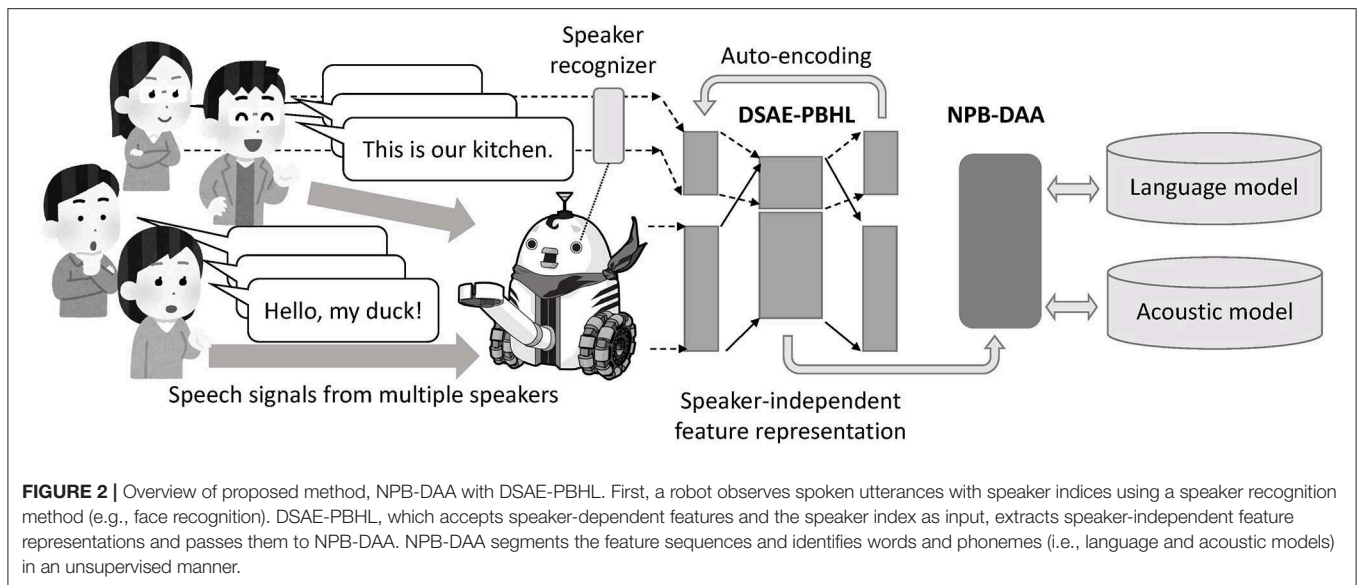 Speaker
recognizer
Auto-encoding
DSAE-PBHL
NPB-DAA
This is our kitchen.
Language model
Hello, my duck!
Acoustic model
Speech signals from multiple speakers
Speaker-independent
feature representation
FIGURE 2 | Overview of proposed method, NPB-DAA with DSAE-PBHL. First, a robot observes spoken utterances with speaker indices using a speaker recognition
method (e.g., face recognition). DSAE-PBHL, which accepts speaker-dependent features and the speaker index as input, extracts speaker-independent feature
representations and passes them to NPB-DAA. NPB-DAA segments the feature sequences and identifies words and phonemes (i.e., language and acoustic models)
in an unsupervised manner.